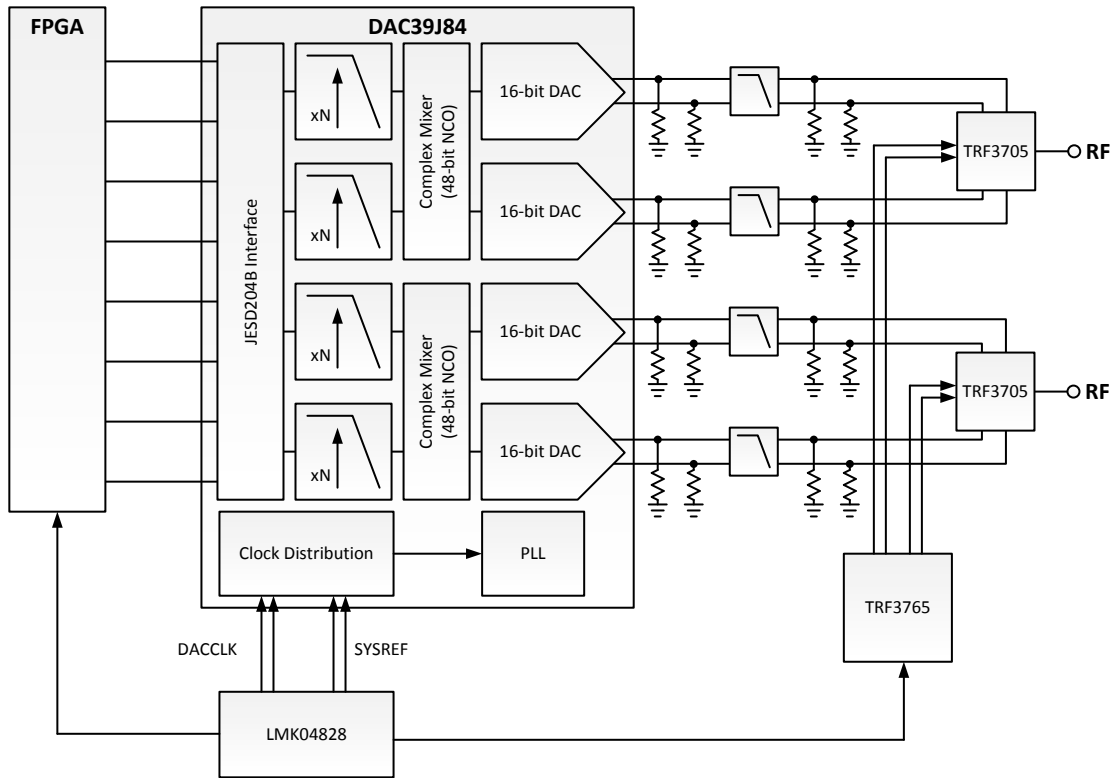 FPGA
DAC39J84
JESD204B Interface
xN
Complex Mixer
(48-bit NCO)
16-bit DAC
TRF3705
RF
xN
16-bit DAC
xN
Complex Mixer
(48-bit NCO)
16-bit DAC
TRF3705
RF
xN
16-bit DAC
Clock Distribution
PLL
TRF3765
DACCLK
SYSREF
LMK04828